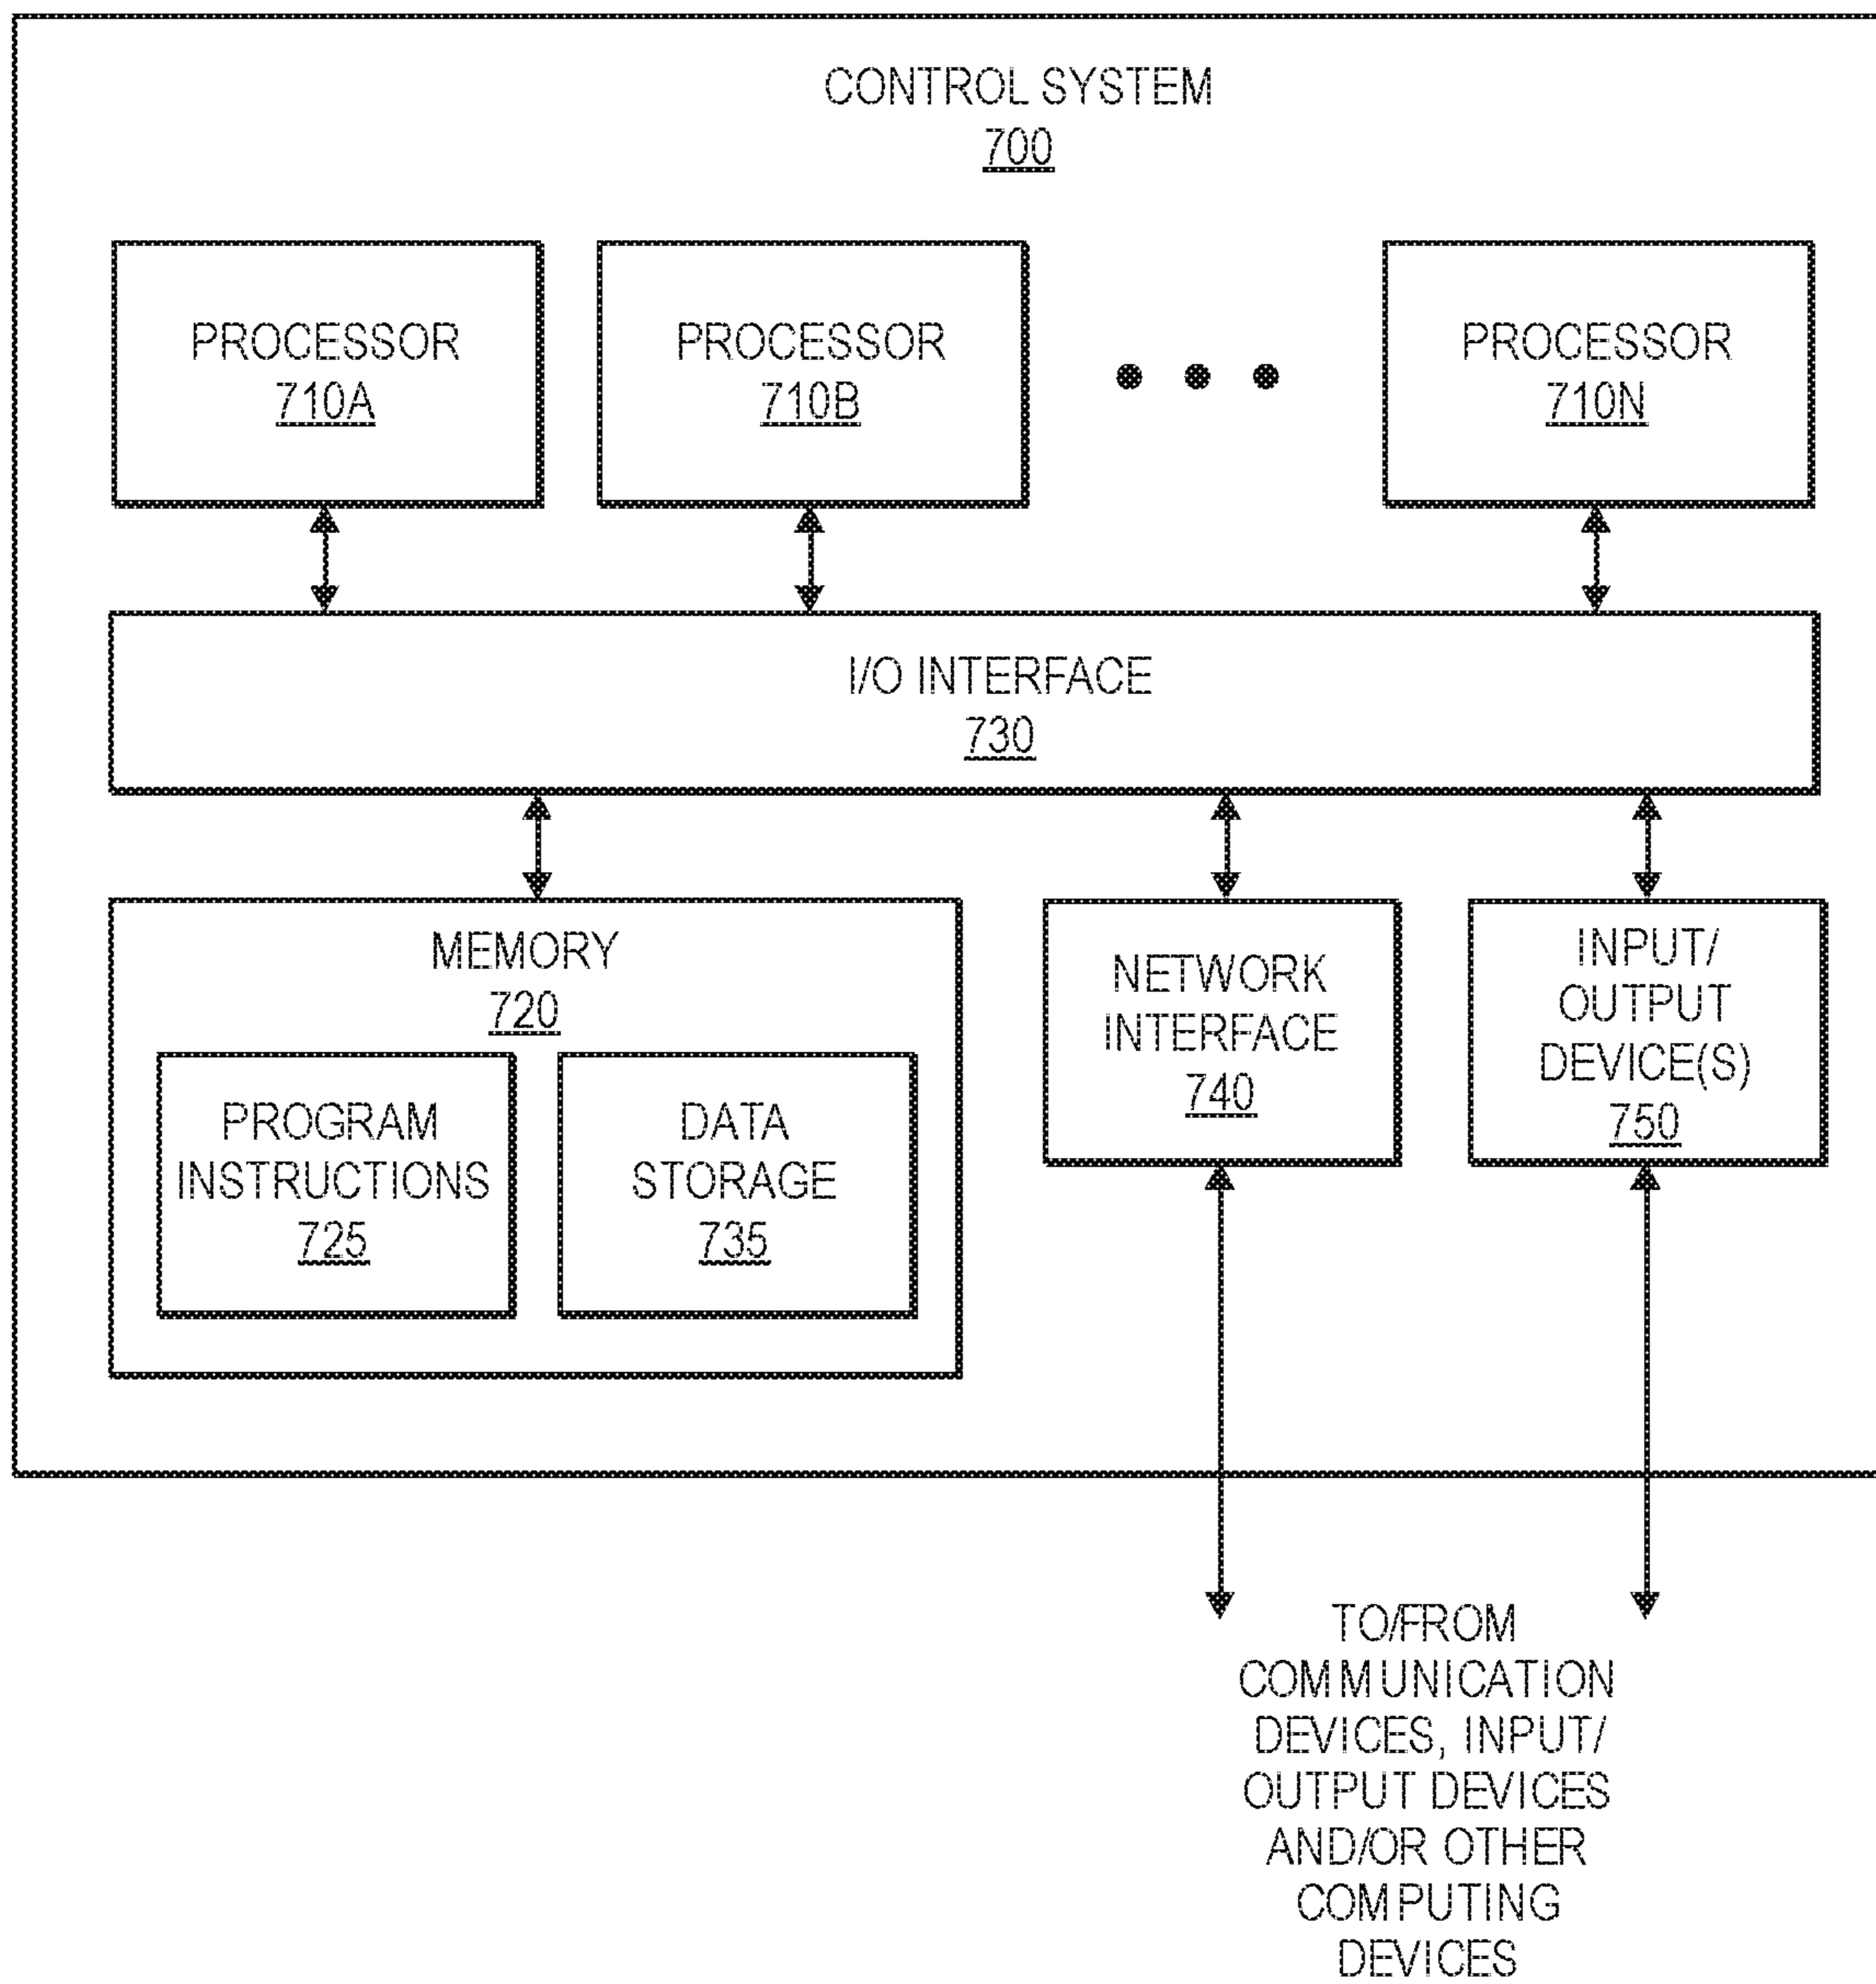 CONTROL SYSTEM
700
PROCESSOR
710A
PROCESSOR
710B
PROCESSOR
710N
I/O INTERFACE
730
MEMORY
720
PROGRAM
INSTRUCTIONS
725
DATA
STORAGE
735
NETWORK
INTERFACE
740
INPUT/
OUTPUT
DEVICE(S)
750
TO/FROM
COMMUNICATION
DEVICES, INPUT/
OUTPUT DEVICES
AND/OR OTHER
COMPUTING
DEVICES